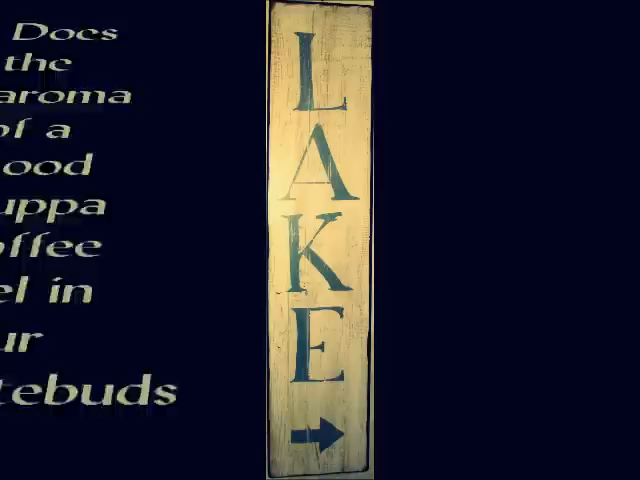 Does
the
aroma
of a
ood
uppa
offee
el in
ur
tebuds
L
A
K
E